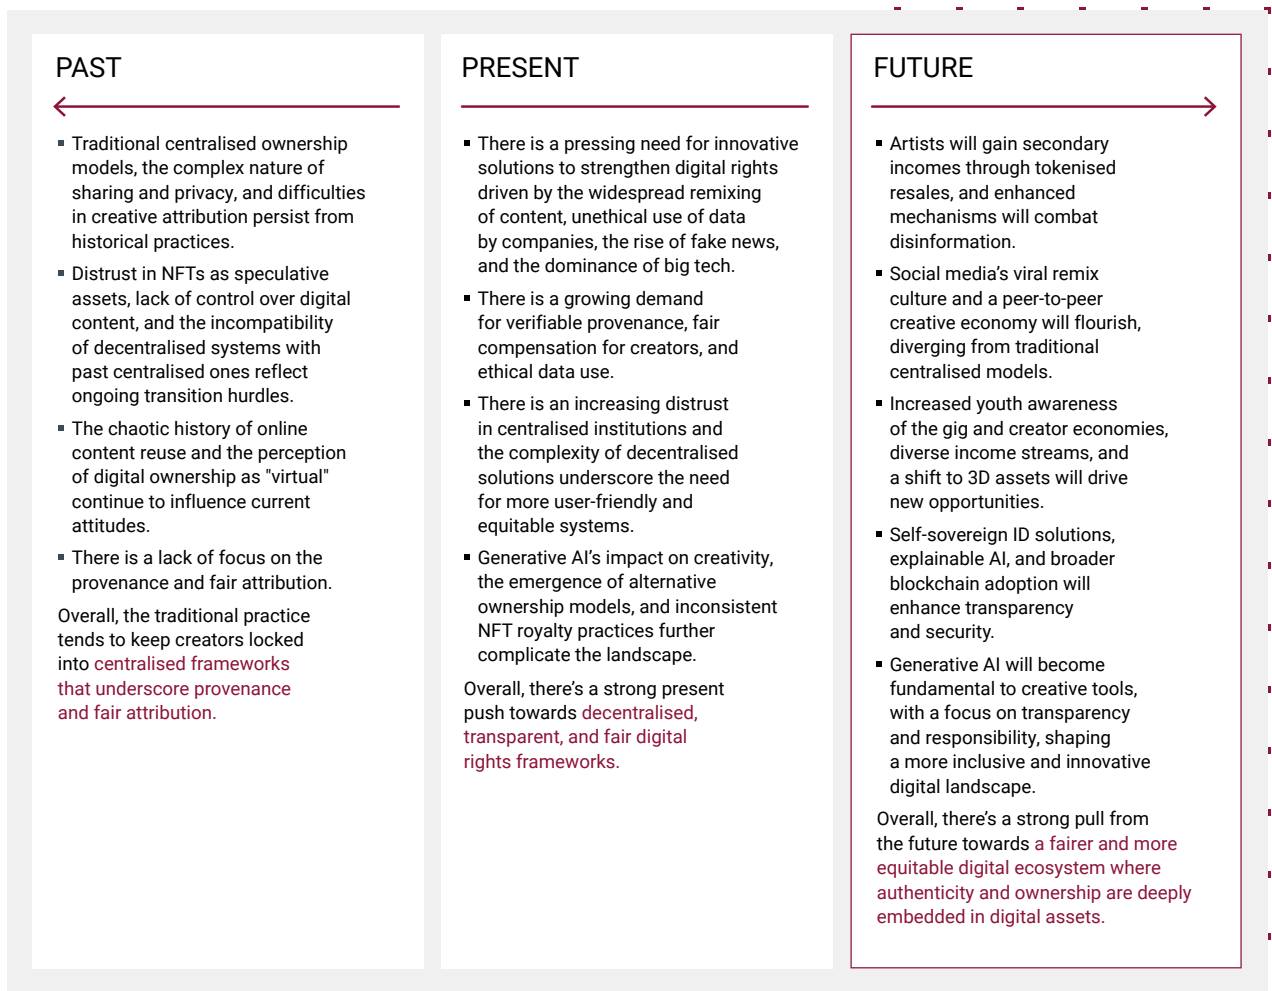 PAST
Traditional centralised ownership
models, the complex nature of
sharing and privacy, and difficulties
in creative attribution persist from
historical practices.
Distrust in NFTs as speculative
assets, lack of control over digital
content, and the incompatibility
of decentralised systems with
past centralised ones reflect
ongoing transition hurdles.
The chaotic history of online
content reuse and the perception
of digital ownership as "virtual"
continue to influence current
attitudes.
There is a lack of focus on the
provenance and fair attribution.
Overall, the traditional practice
tends to keep creators locked
into centralised frameworks
that underscore provenance
and fair attribution.
PRESENT
There is a pressing need for innovative
solutions to strengthen digital rights
driven by the widespread remixing
of content, unethical use of data
by companies, the rise of fake news,
and the dominance of big tech.
There is a growing demand
for verifiable provenance, fair
compensation for creators, and
ethical data use.
There is an increasing distrust
in centralised institutions and
the complexity of decentralised
solutions underscore the need
for more user-friendly and
equitable systems.
Generative AI’s impact on creativity,
the emergence of alternative
ownership models, and inconsistent
NFT royalty practices further
complicate the landscape.
Overall, there’s a strong present
push towards decentralised,
transparent, and fair digital
rights frameworks.
FUTURE
Artists will gain secondary
incomes through tokenised
resales, and enhanced
mechanisms will combat
disinformation.
Social media’s viral remix
culture and a peer-to-peer
creative economy will flourish,
diverging from traditional
centralised models.
Increased youth awareness
of the gig and creator economies,
diverse income streams, and
a shift to 3D assets will drive
new opportunities.
Self-sovereign ID solutions,
explainable AI, and broader
blockchain adoption will
enhance transparency
and security.
Generative AI will become
fundamental to creative tools,
with a focus on transparency
and responsibility, shaping
a more inclusive and innovative
digital landscape.
Overall, there’s a strong pull from
the future towards a fairer and more
equitable digital ecosystem where
authenticity and ownership are deeply
embedded in digital assets.